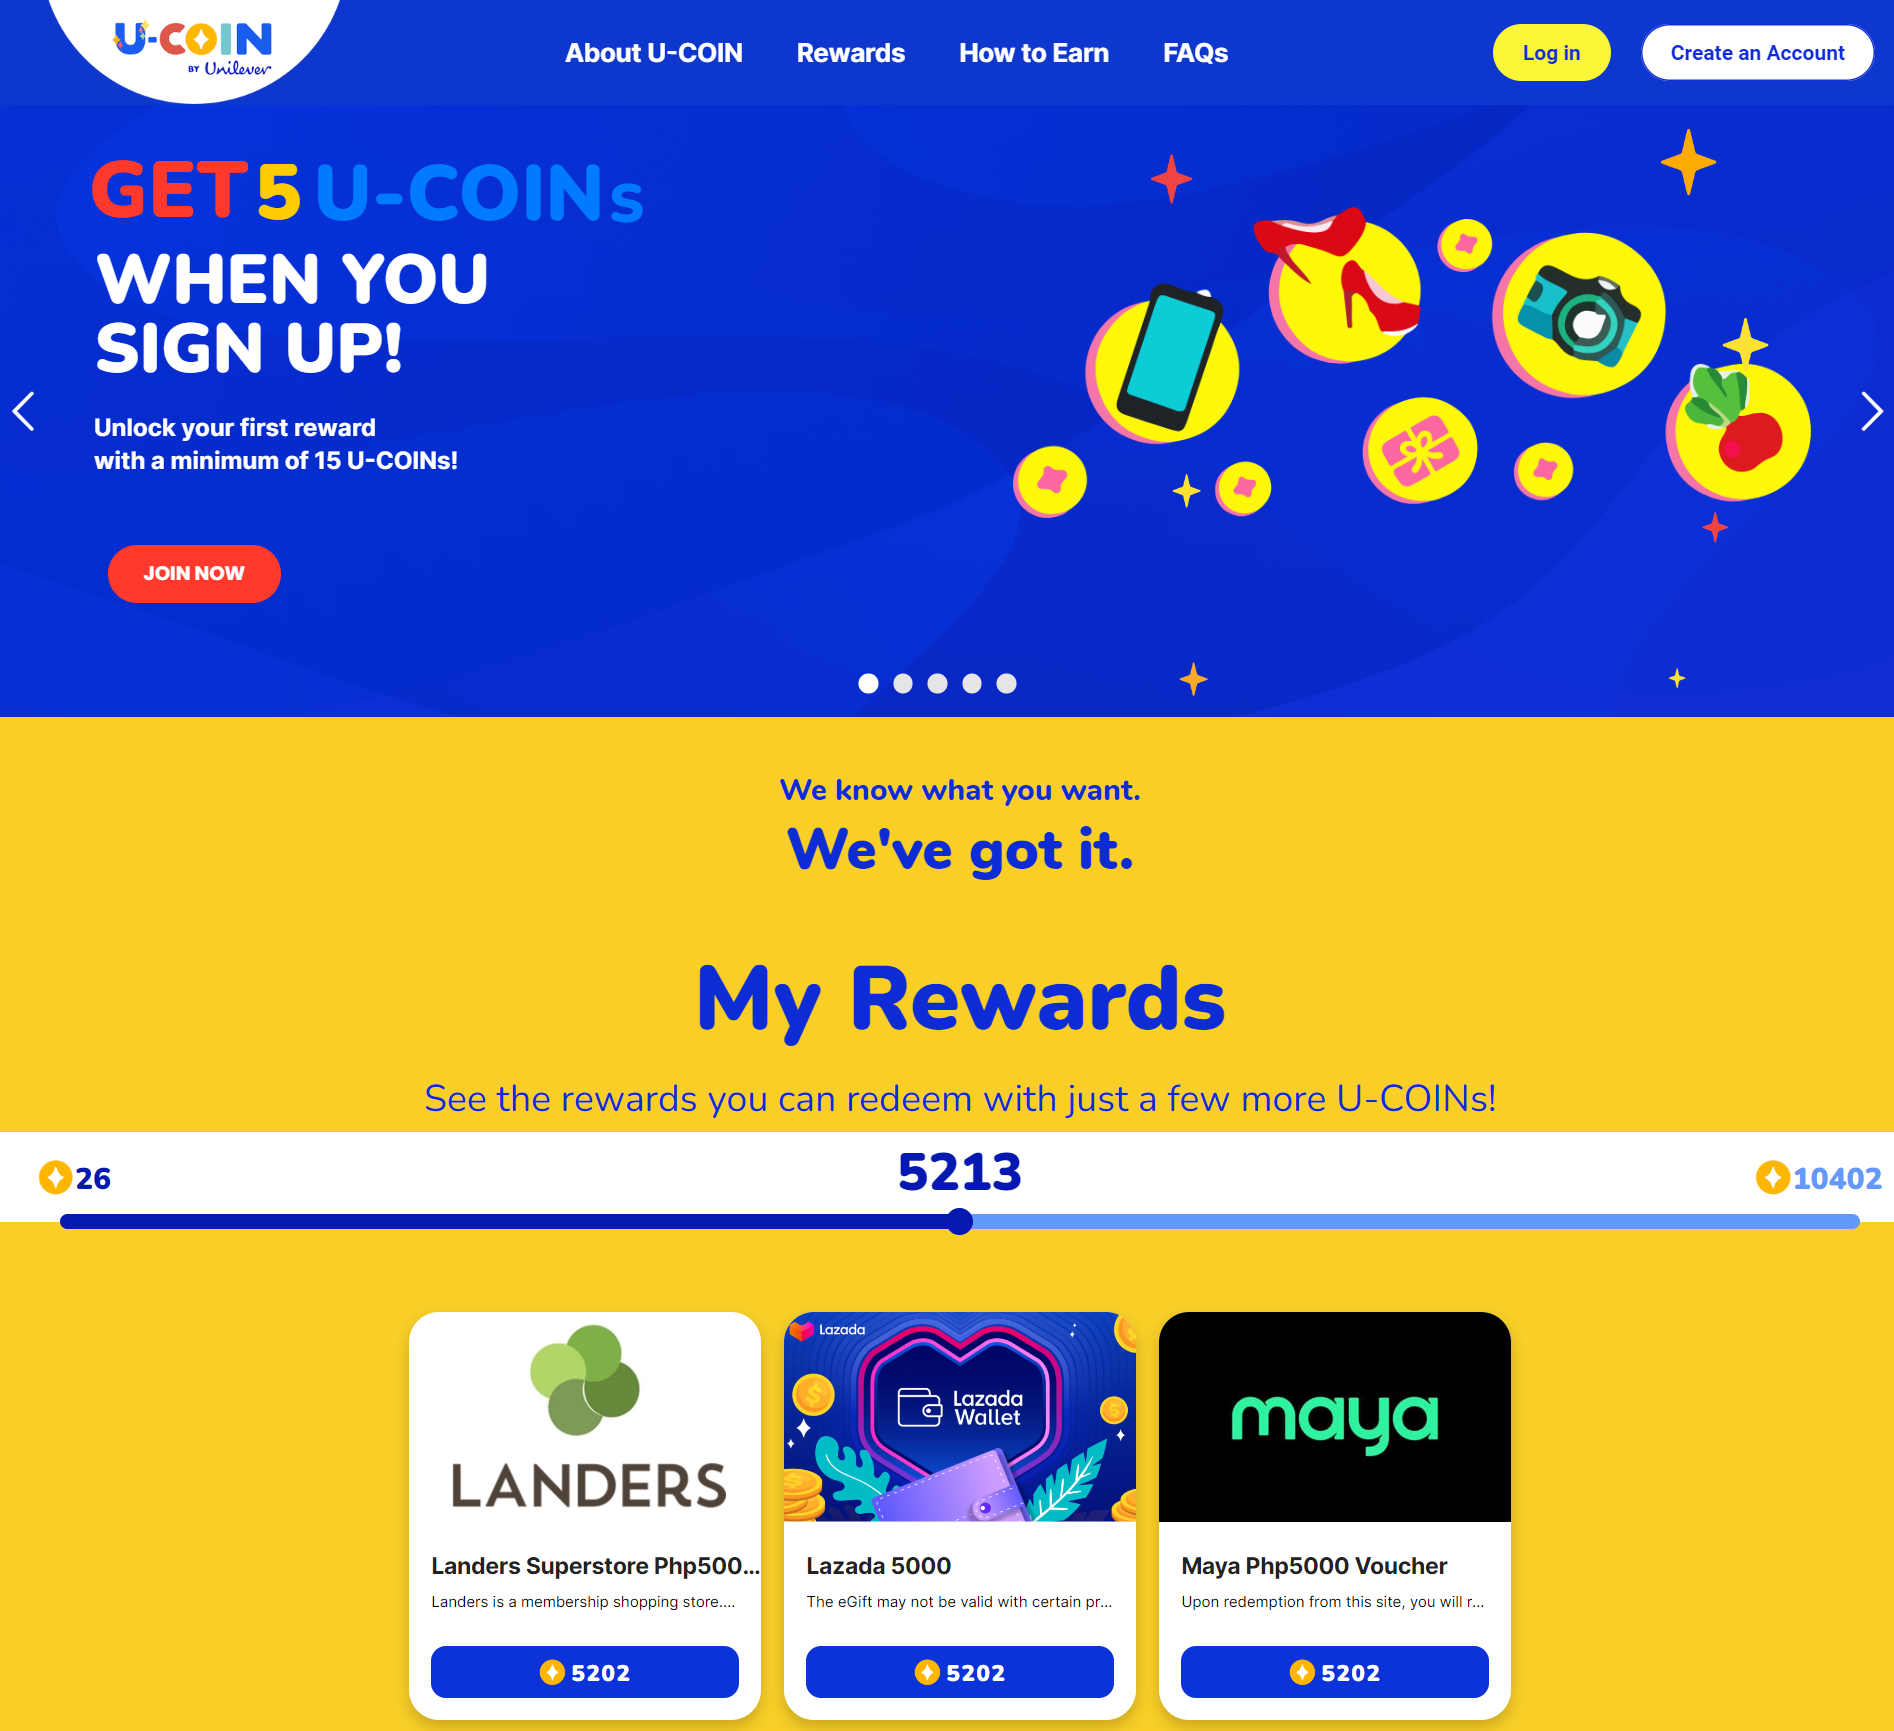 U-COIN
BY Unilever
About U-COIN
Rewards
How to Earn
FAQs
Log in
Create an Account
GET 5 U-COINs
WHEN YOU
SIGN UP!
Unlock your first reward
with a minimum of 15 U-COINs!
JOIN NOW
We know what you want.
We've got it.
My Rewards
See the rewards you can redeem with just a few more U-COINs!
26
5213
10402
LANDERS
Landers Superstore Php500...
Landers is a membership shopping store....
5202
Lazada
Lazada
Wallet
Lazada 5000
The eGift may not be valid with certain pr...
5202
maya
Maya Php5000 Voucher
Upon redemption from this site, you will r...
5202